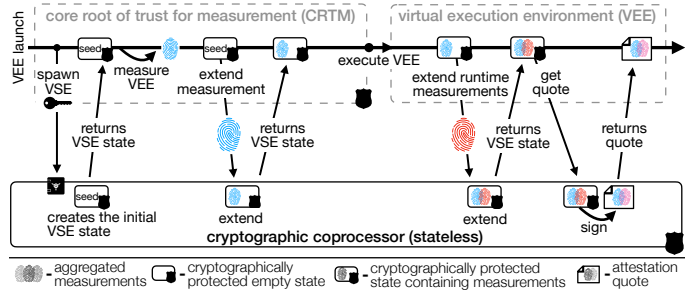 core root of trust for measurement (CRTM)
virtual execution environment (VEE)
VEE launch
seed
seed
spawn
VSE
measure
VEE
extend
measurement
execute VEE
extend runtime
measurements
get
quote
returns
VSE state
returns
VSE state
returns
VSE state
returns
quote
seed
creates the initial
VSE state
extend
extend
sign
cryptographic coprocessor (stateless)
-aggregated
measurements
-cryptographically
protected empty state
-cryptographically protected
state containing measurements
-attestation
quote